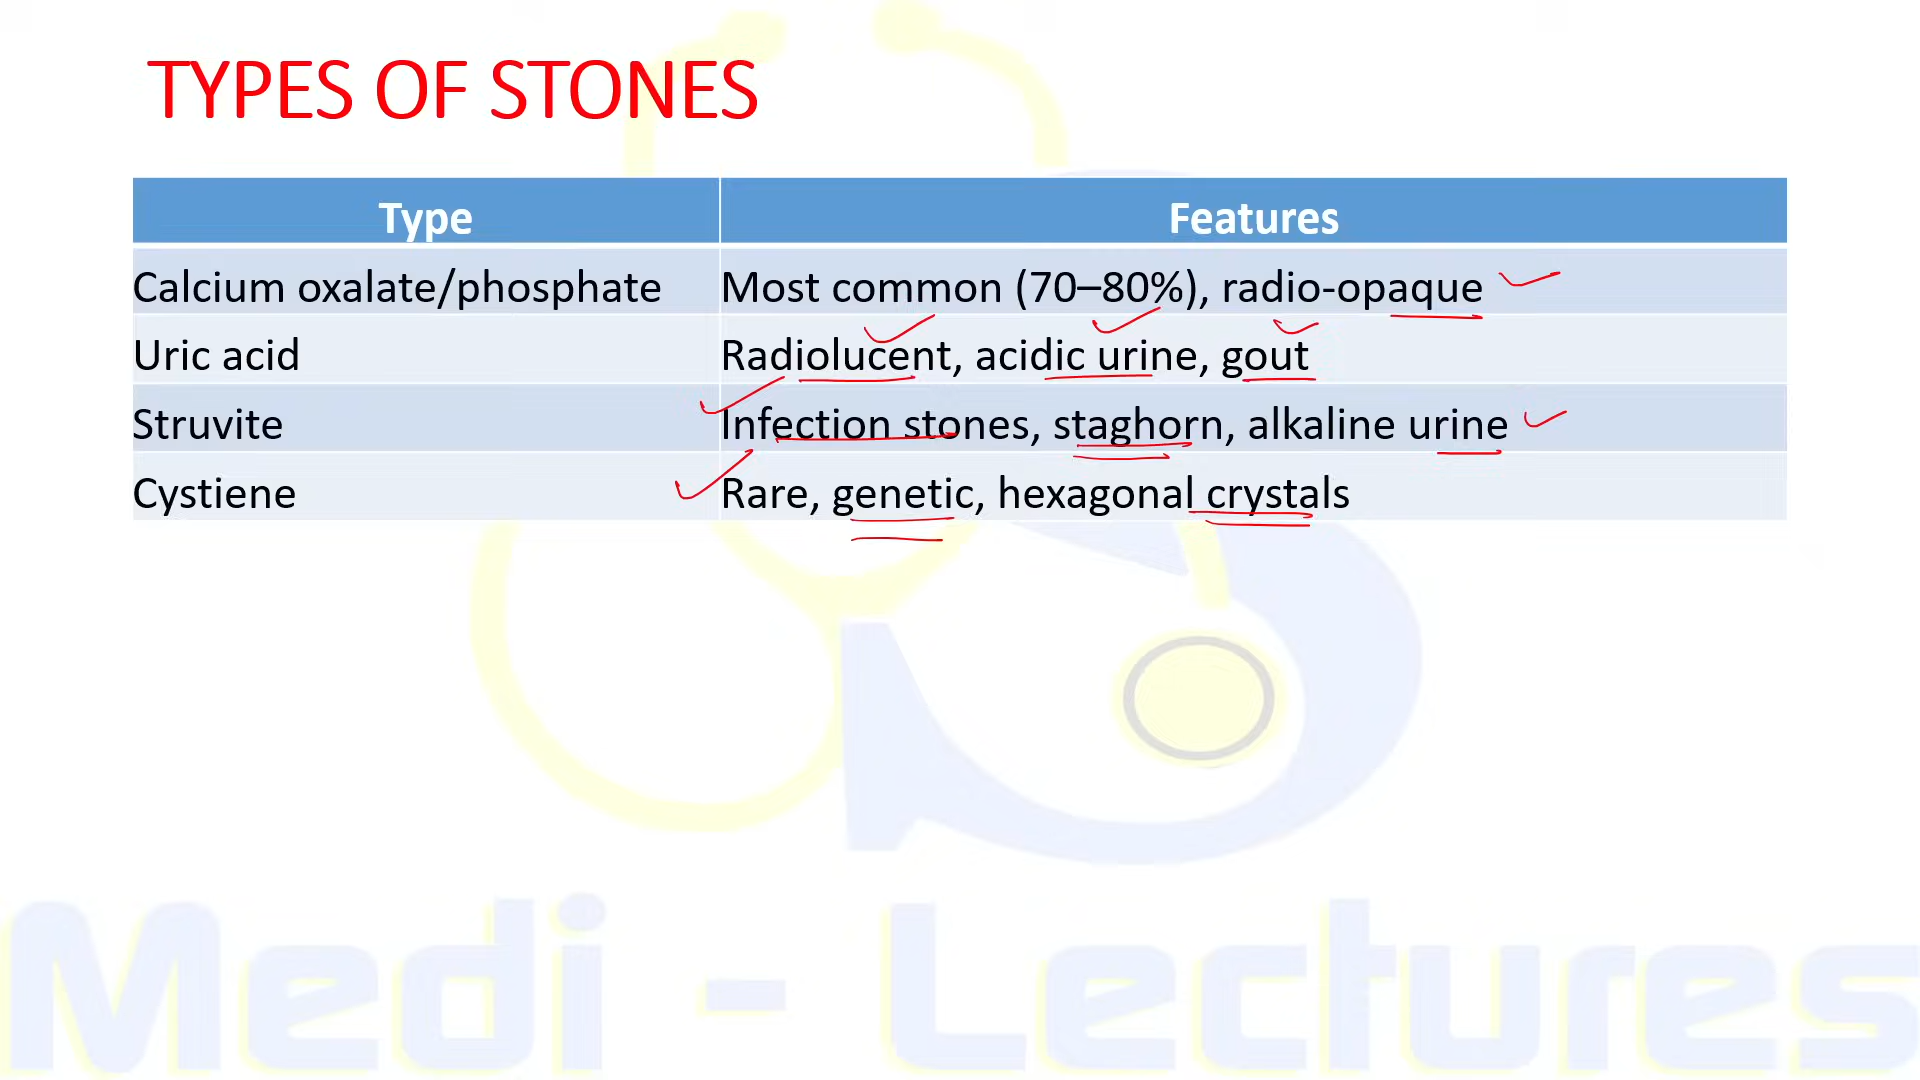 TYPES OF STONES
Type Features
Calcium oxalate/phosphate Most common (70–80%), radio-opaque
Uric acid Radiolucent, acidic urine, gout
Struvite Infection stones, staghorn, alkaline urine
Cystiene Rare, genetic, hexagonal crystals
Medi - Lectures